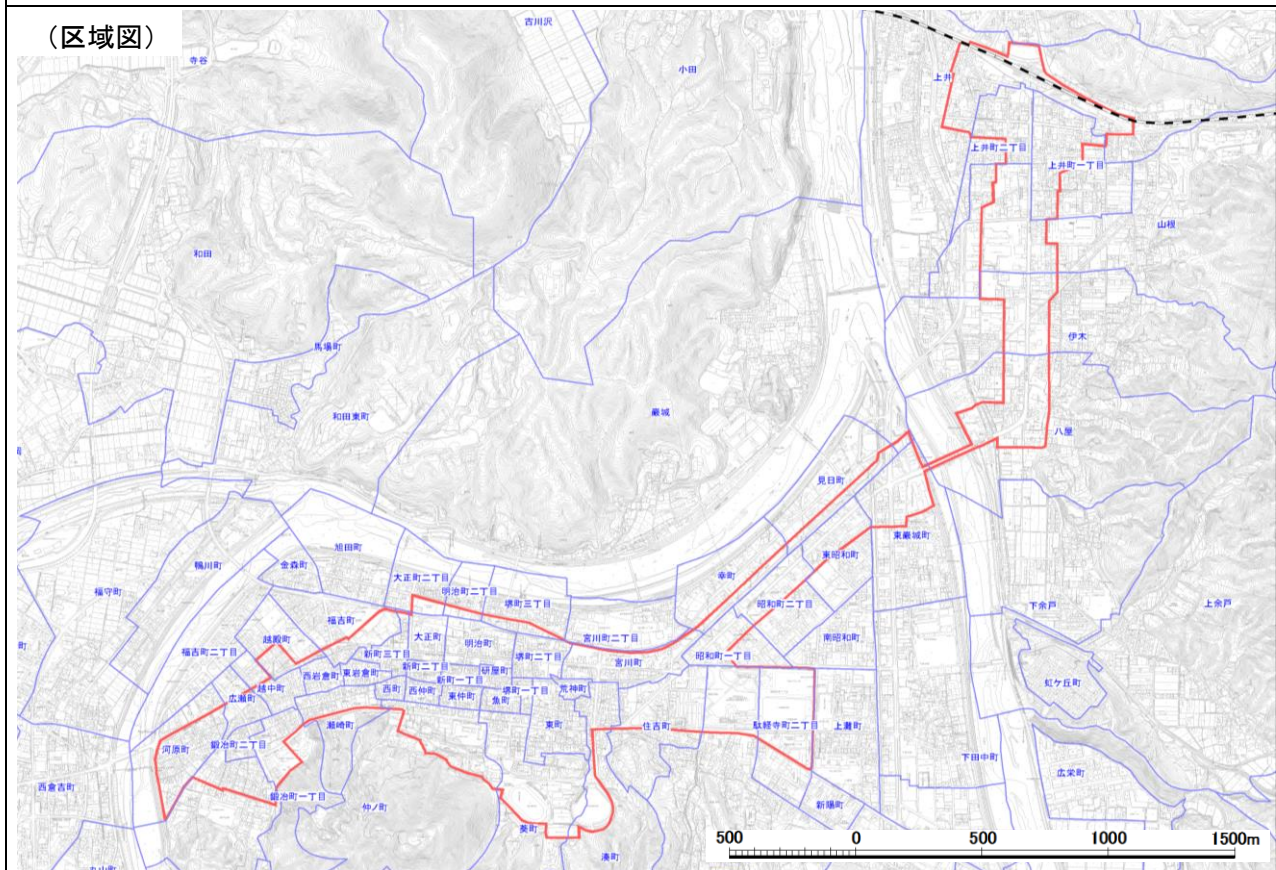 （区域図）
吉川沢
寺谷
小田
上井
上井町二丁目
上井町一丁目
山根
和田
馬場町
伊木
和田東町
巌城
八屋
見日町
旭田町
東昭和町
東巌城町
鴨川町
金森町
大正町二丁目
明治町二丁目
堺町三丁目
幸町
昭和町二丁目
福守町
下余戸
上余戸
福吉町
越殿町
大正町
明治町
宮川町二丁目
南昭和町
福吉町二丁目
新町三丁目
堺町二丁目
宮川町
昭和町一丁目
西岩倉町
東岩倉町
新町二丁目
研屋町
新町一丁目
虹ケ丘町
広瀬町
越中町
西町
西仲町
東仲町
魚町
堺町一丁目
荒神町
瀬崎町
東町
住吉町
駄経寺町二丁目
上灘町
河原町
鍛冶町二丁目
下田中町
広栄町
西倉吉町
鍛冶町一丁目
仲ノ町
新陽町
葵町
湊町
丸山町
500 0 500 1000 1500m